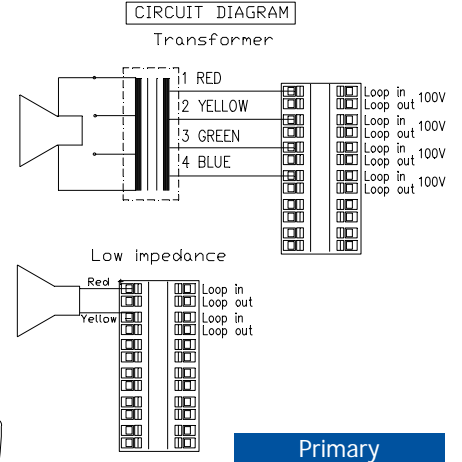 CIRCUIT DIAGRAM
Transformer
1 RED
2 YELLOW
3 GREEN
4 BLUE
Loop in
Loop out
100V
Loop in
Loop out
100V
Loop in
Loop out
100V
Loop in
Loop out
100V
Low impedance
Red
Yellow
Loop in
Loop out
Loop in
Loop out
Primary